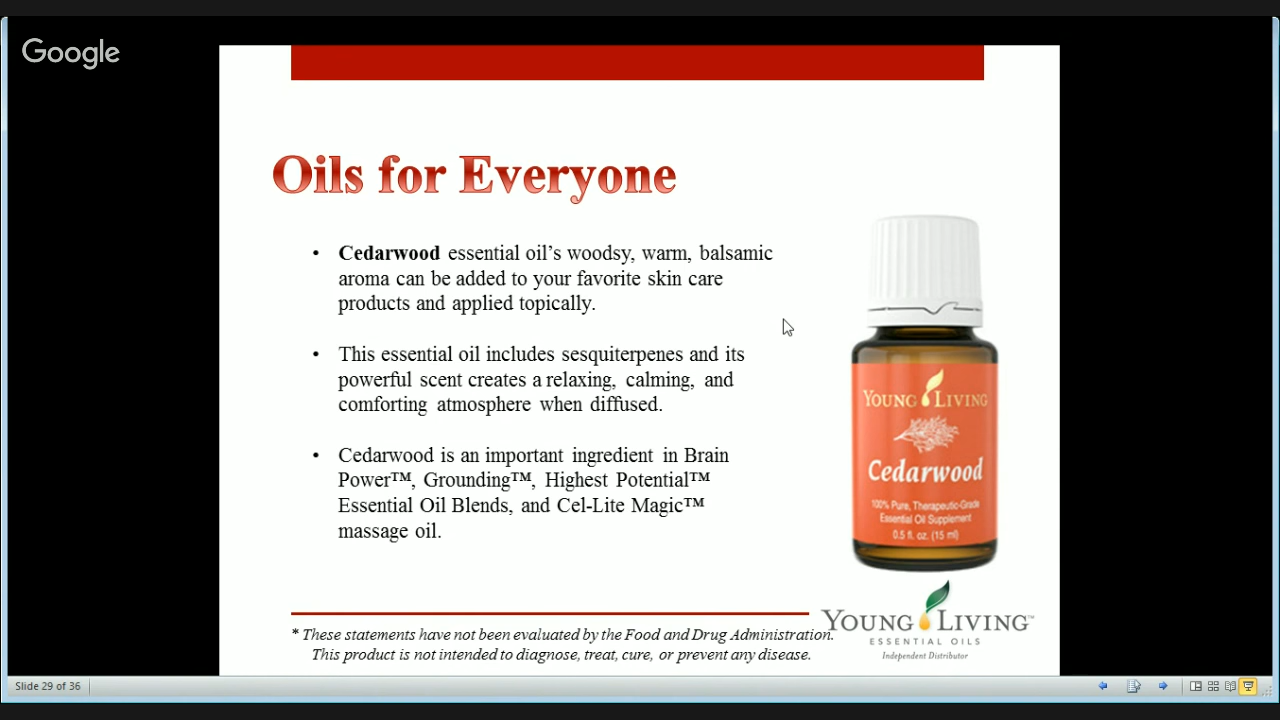 Google
Oils for Everyone
• Cedarwood essential oil’s woodsy, warm, balsamic
aroma can be added to your favorite skin care
products and applied topically.
• This essential oil includes sesquiterpenes and its
powerful scent creates a relaxing, calming, and
comforting atmosphere when diffused.
• Cedarwood is an important ingredient in Brain
Power™, Grounding™, Highest Potential™
Essential Oil Blends, and Cel-Lite Magic™
massage oil.
YOUNG LIVING
Cedarwood
100% Pure, Therapeutic-Grade
Essential Oil Supplement
0.5 fl. oz. (15 ml)
* These statements have not been evaluated by the Food and Drug Administration.
This product is not intended to diagnose, treat, cure, or prevent any disease.
YOUNG LIVING™
ESSENTIAL OILS
Independent Distributor
Slide 29 of 36